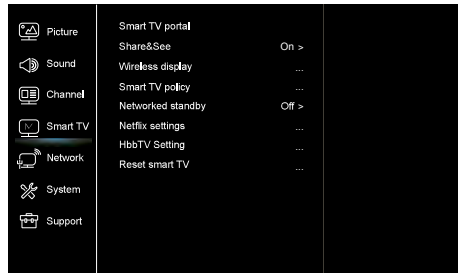 Picture
Sound
Channel
Smart TV
Network
System
Support
Smart TV portal
Share&See On >
Wireless display ...
Smart TV policy ...
Networked standby Off >
Netflix settings ...
HbbTV Setting ...
Reset smart TV ...